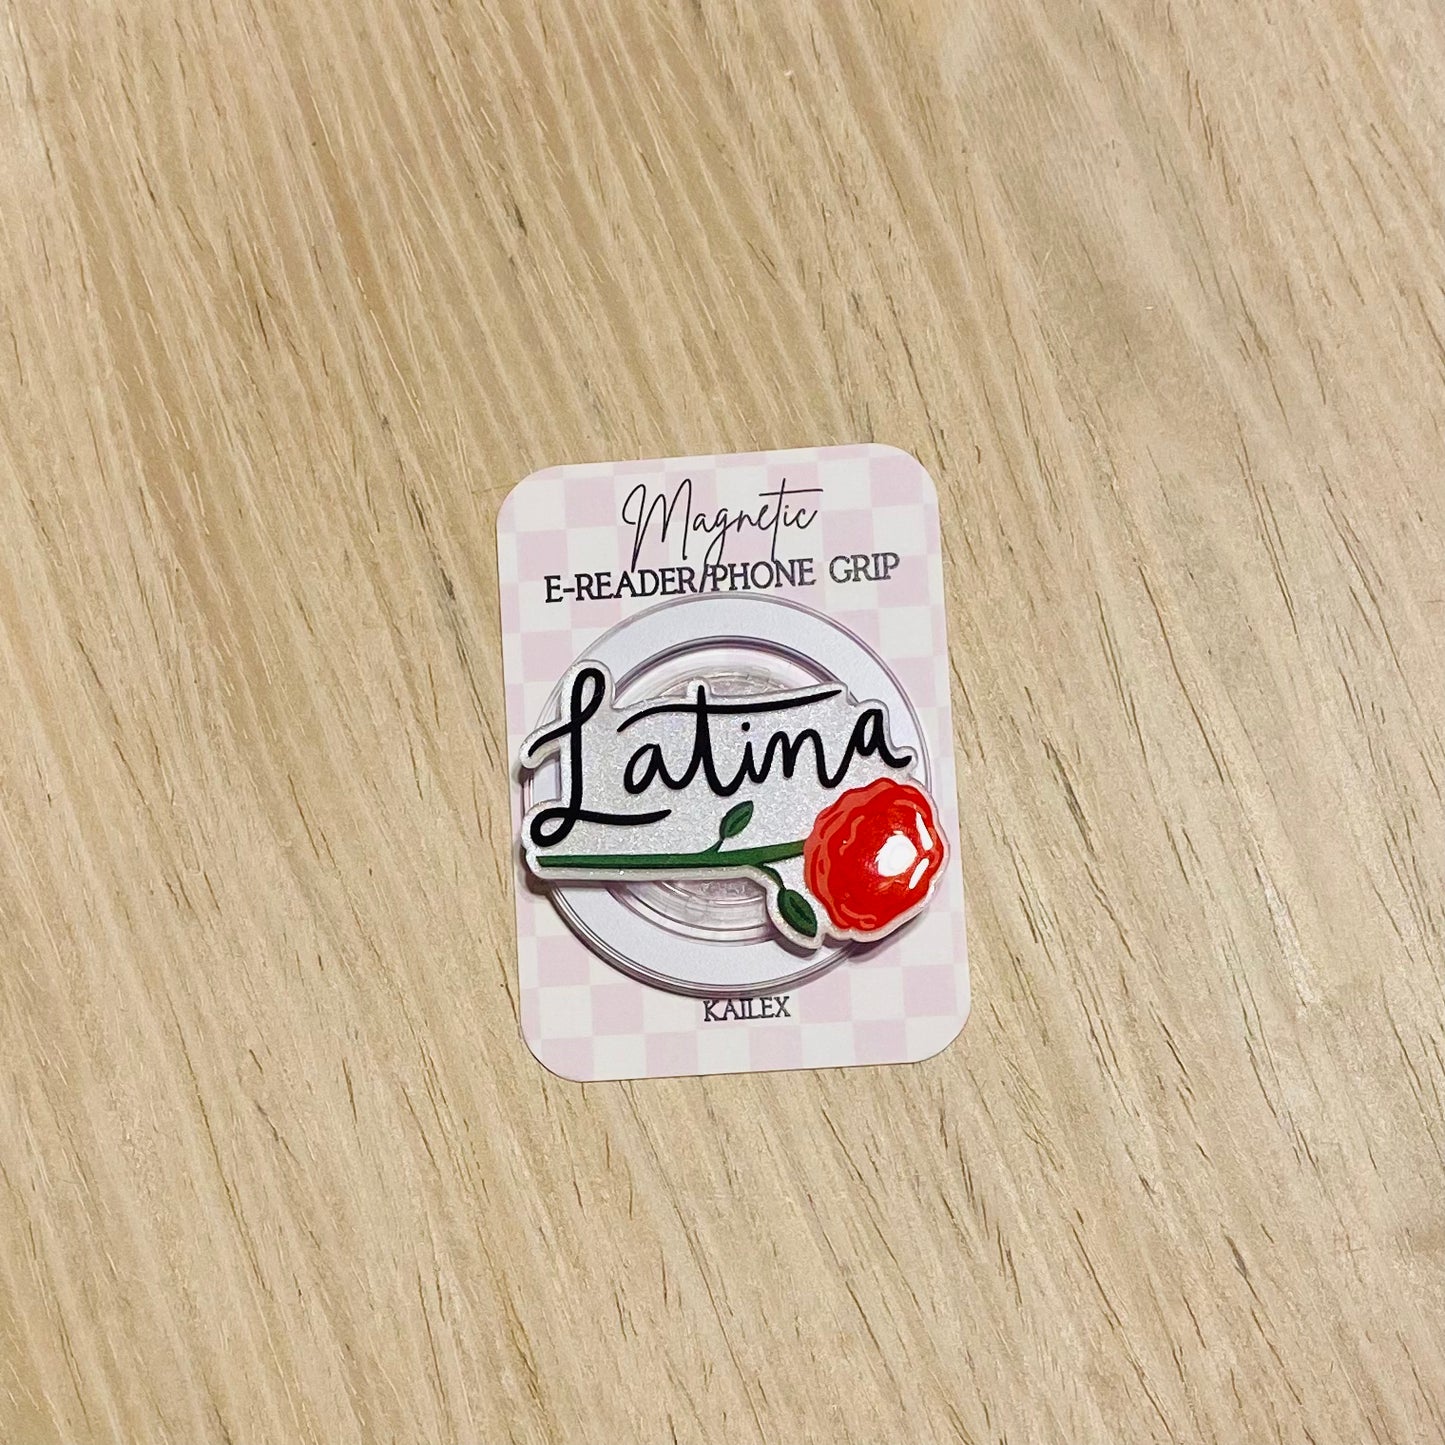 Magnetic
E-READER/PHONE GRIP
Latina
KAILEX